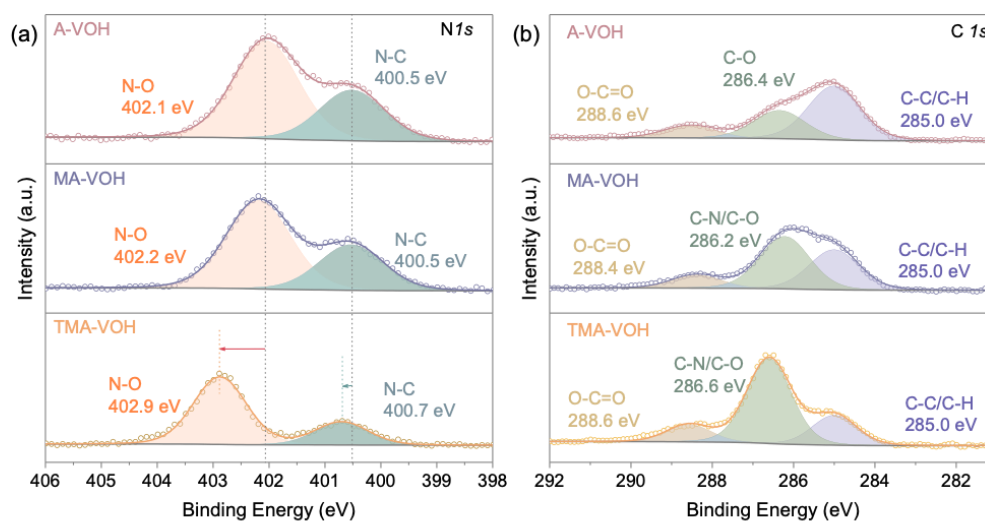 (a)
A-VOH
N1s
N-O
402.1 eV
N-C
400.5 eV
MA-VOH
N-O
402.2 eV
N-C
400.5 eV
TMA-VOH
N-O
402.9 eV
N-C
400.7 eV
Intensity (a.u.)
406 405 404 403 402 401 400 399 398
Binding Energy (eV)
(b)
A-VOH
C 1s
O-C=O
288.6 eV
C-O
286.4 eV
C-C/C-H
285.0 eV
MA-VOH
O-C=O
288.4 eV
C-N/C-O
286.2 eV
C-C/C-H
285.0 eV
TMA-VOH
O-C=O
288.6 eV
C-N/C-O
286.6 eV
C-C/C-H
285.0 eV
Intensity (a.u.)
292 290 288 286 284 282
Binding Energy (eV)